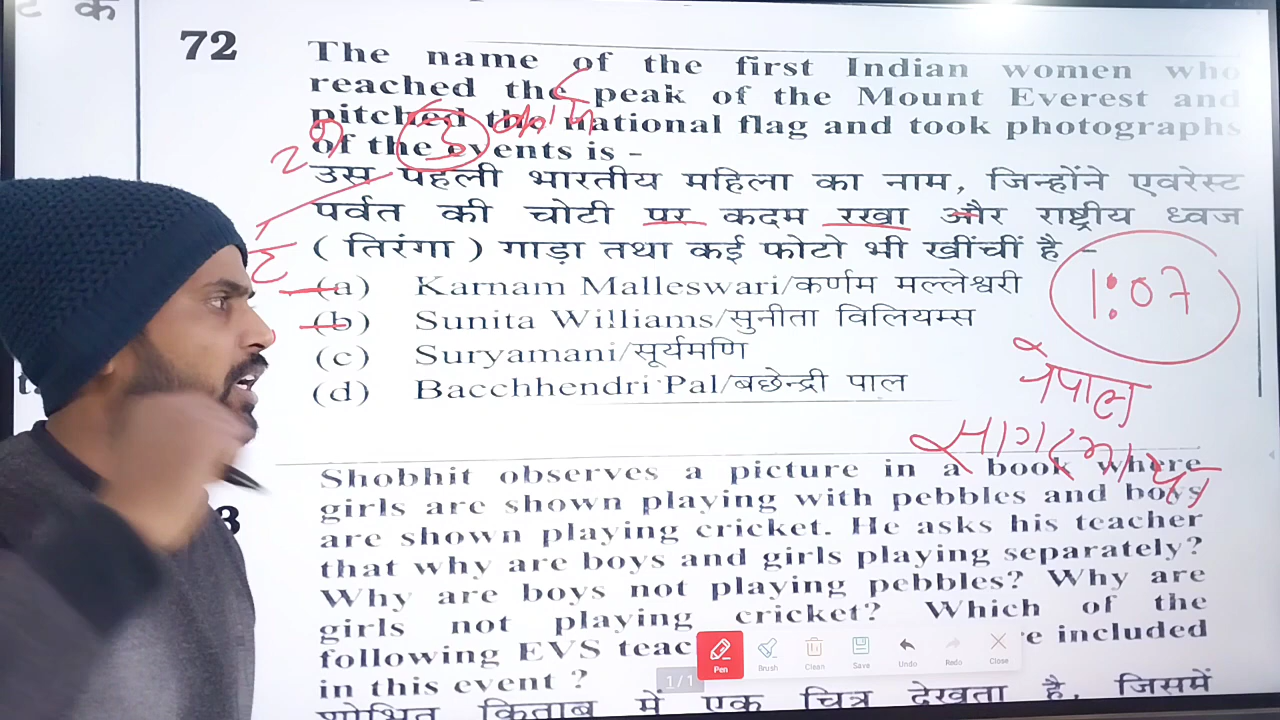 ट क
72
The name of the first Indian women who
reached the peak of the Mount Everest and
pitched the national flag and took photographs
of the events is -
उस पहली भारतीय महिला का नाम, जिन्होंने एवरेस्ट
पर्वत की चोटी पर कदम रखा और राष्ट्रीय ध्वज
( तिरंगा ) गाड़ा तथा कई फोटो भी खींचीं है -
(a) Karnam Malleswari/कर्णम मल्लेश्वरी
(b) Sunita Williams/सुनीता विलियम्स
(c) Suryamani/सूर्यमणि
(d) Bacchhendri Pal/बछेन्द्री पाल
1:07
नेपाल
3
Shobhit observes a picture in a book where
girls are shown playing with pebbles and boys
are shown playing cricket. He asks his teacher
that why are boys and girls playing separately?
Why are boys not playing pebbles? Why are
girls not playing cricket? Which of the
following EVS teac e included
in this event ?
शोभित किताब में एक चित्र देखता है, जिसमें
Pen Brush Clean Save Undo Redo Close
1/1